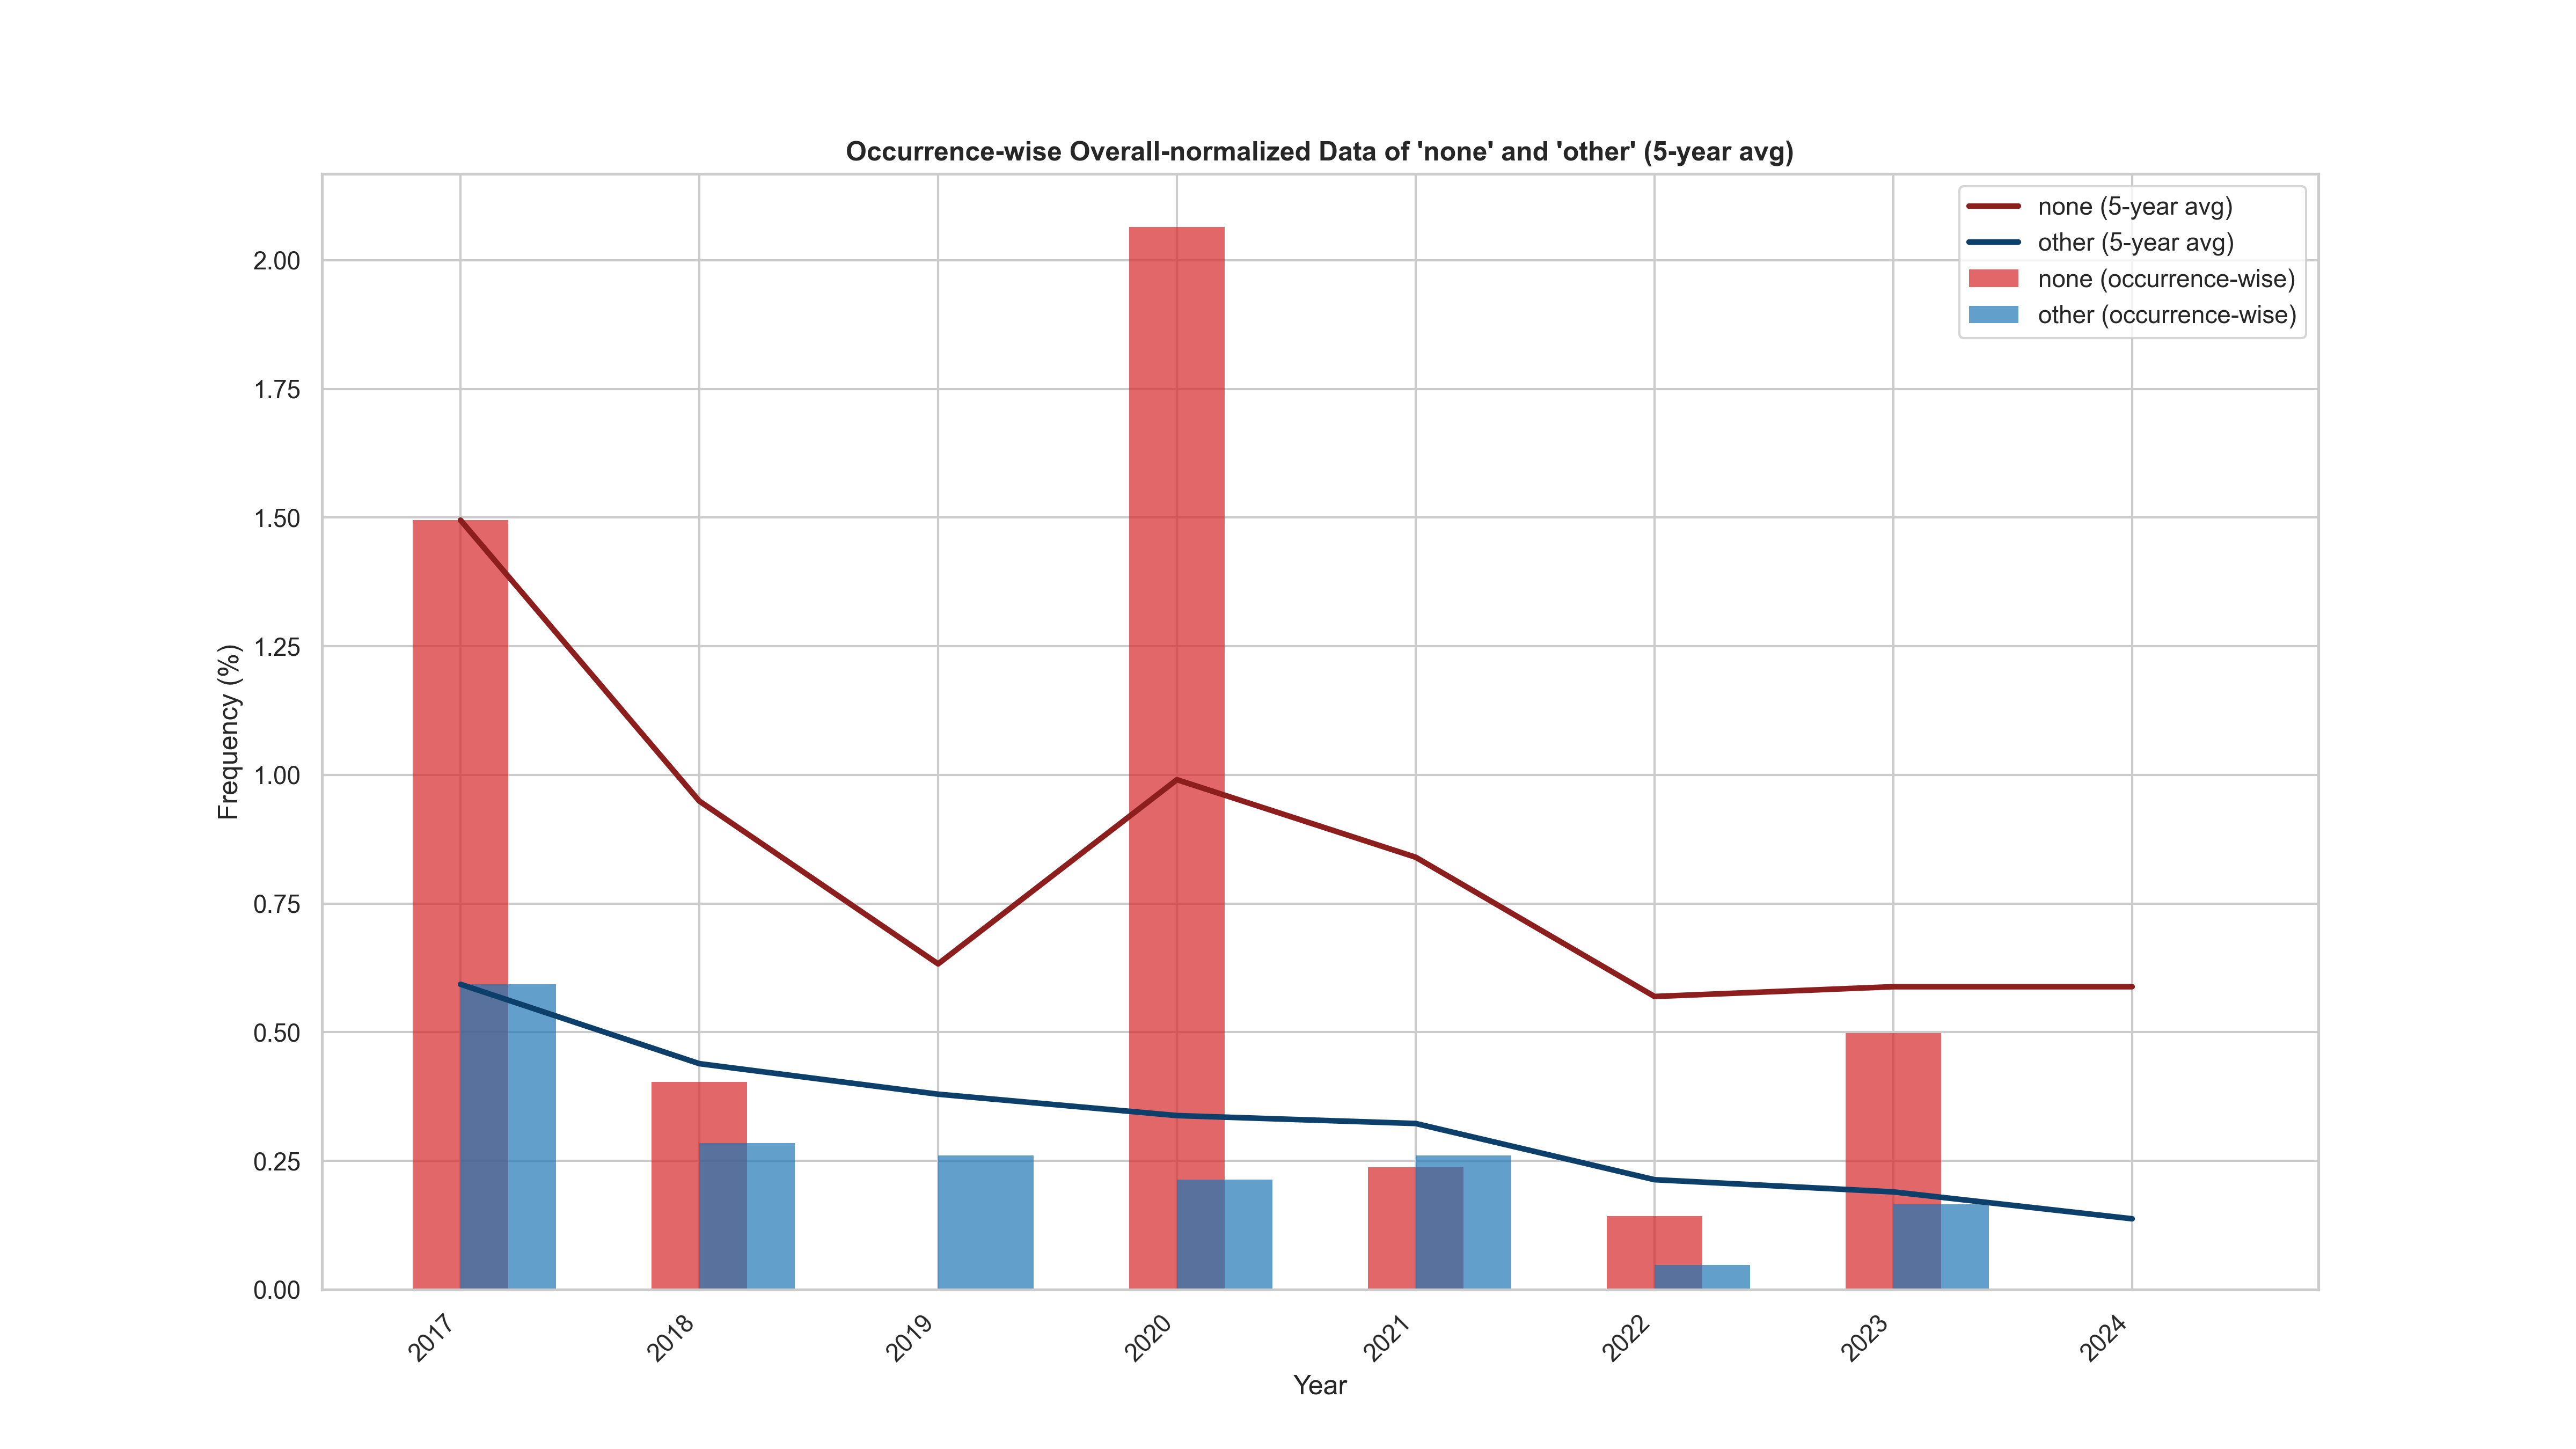 Occurrence-wise Overall-normalized Data of 'none' and 'other' (5-year avg)
none (5-year avg)
other (5-year avg)
none (occurrence-wise)
other (occurrence-wise)
Frequency (%)
2.00
1.75
1.50
1.25
1.00
0.75
0.50
0.25
0.00
2017
2018
2019
2020
2021
2022
2023
2024
Year